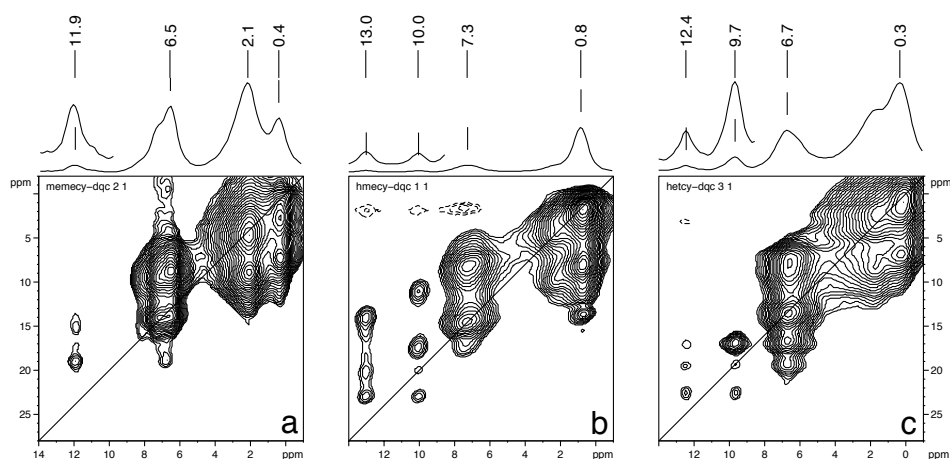 11.9 6.5 2.1 0.4
13.0 10.0 7.3 0.8
12.4 9.7 6.7 0.3
ppm memecy-dqc 2 1 hmecy-dqc 1 1 hetcy-dqc 3 1 ppm
5 5
10 10
15 15
20 20
25 a b c 25
14 12 10 8 6 4 2 ppm 14 12 10 8 6 4 2 ppm 14 12 10 8 6 4 2 0 ppm